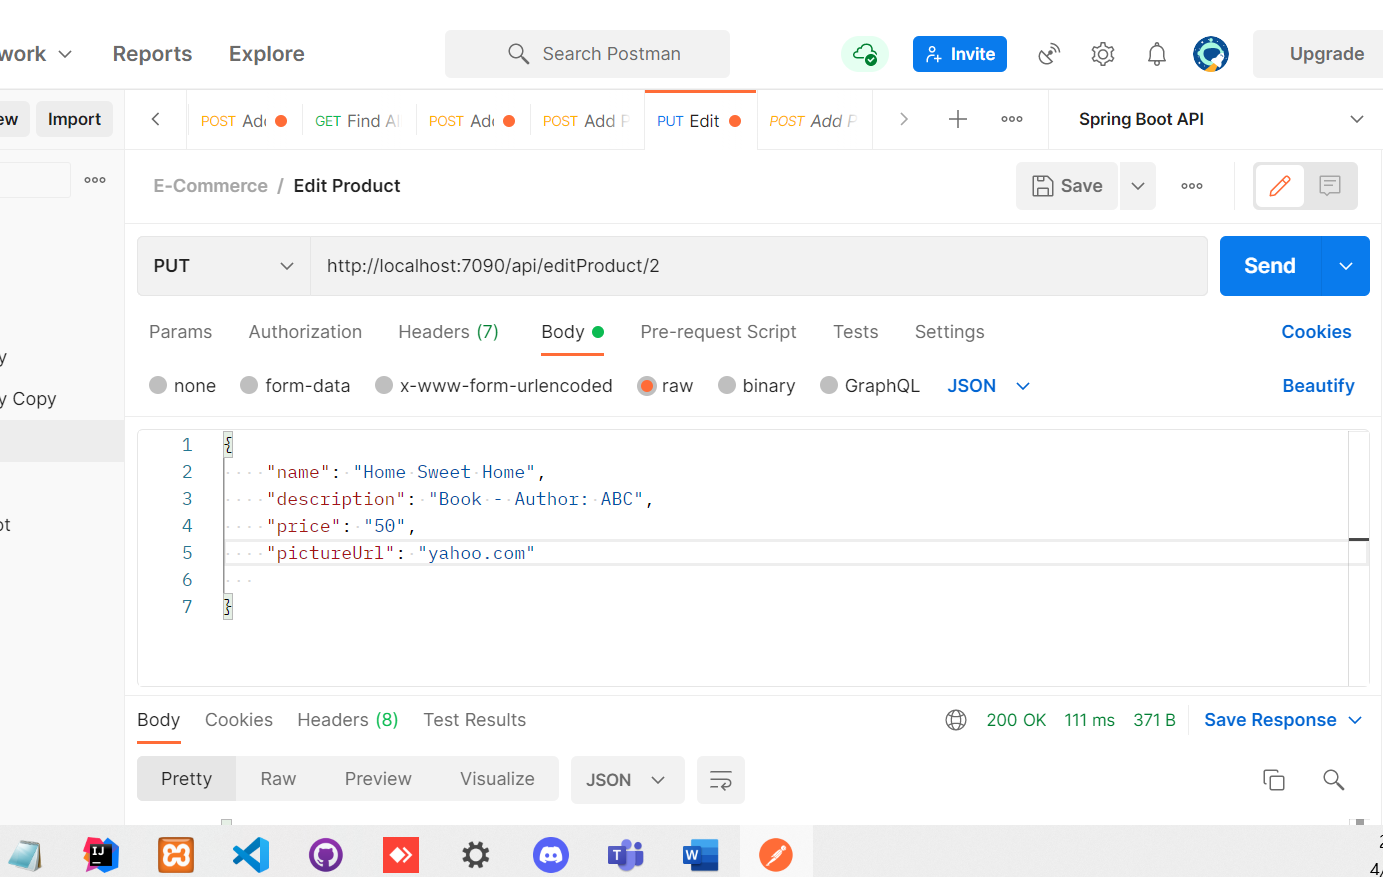 work Reports Explore Search Postman Invite Upgrade
ew Import POST Add GET Find Al POST Add POST Add P PUT Edit POST Add P Spring Boot API
E-Commerce / Edit Product Save
PUT http://localhost:7090/api/editProduct/2 Send
Params Authorization Headers (7) Body Pre-request Script Tests Settings Cookies
y
none form-data x-www-form-urlencoded raw binary GraphQL JSON Beautify
y Copy
1 {
2 "name": "Home Sweet Home",
3 "description": "Book - Author: ABC",
4 "price": "50",
ot
5 "pictureUrl": "yahoo.com"
6
7 }
Body Cookies Headers (8) Test Results 200 OK 111 ms 371 B Save Response
Pretty Raw Preview Visualize JSON
IJ T W
4/